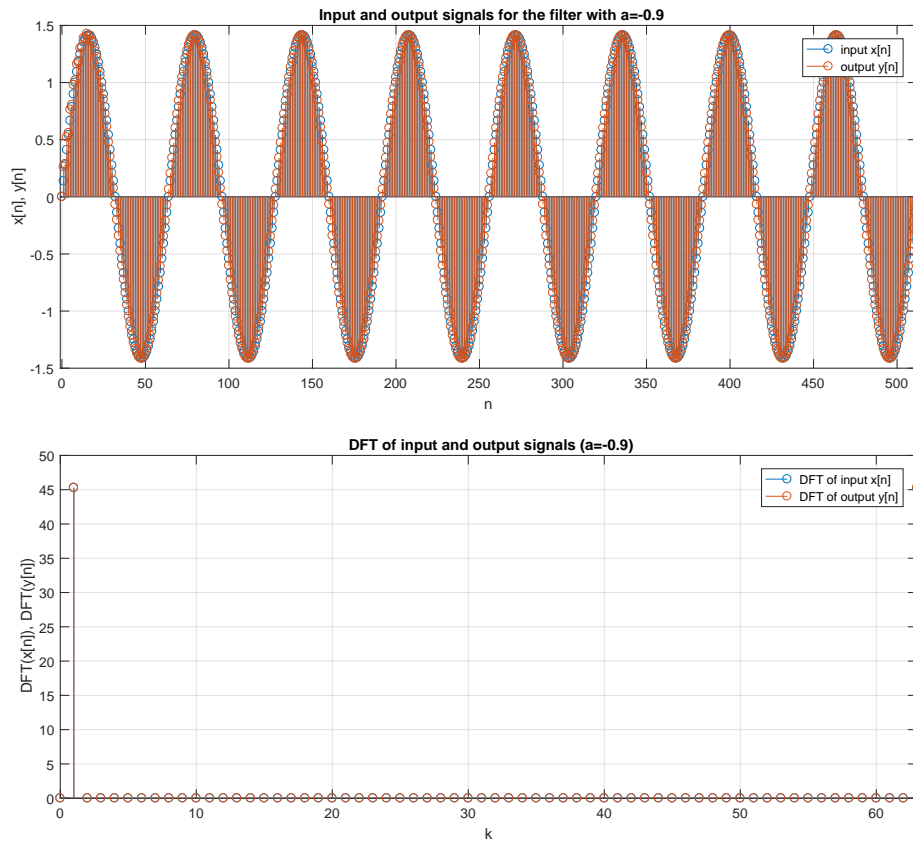 Input and output signals for the filter with a=-0.9
1.5
1
0.5
0
-0.5
-1
-1.5
x[n], y[n]
input x[n]
output y[n]
0 50 100 150 200 250 300 350 400 450 500
n
DFT of input and output signals (a=-0.9)
50
45
40
35
30
25
20
15
10
5
0
DFT(x[n]), DFT(y[n])
DFT of input x[n]
DFT of output y[n]
0 10 20 30 40 50 60
k